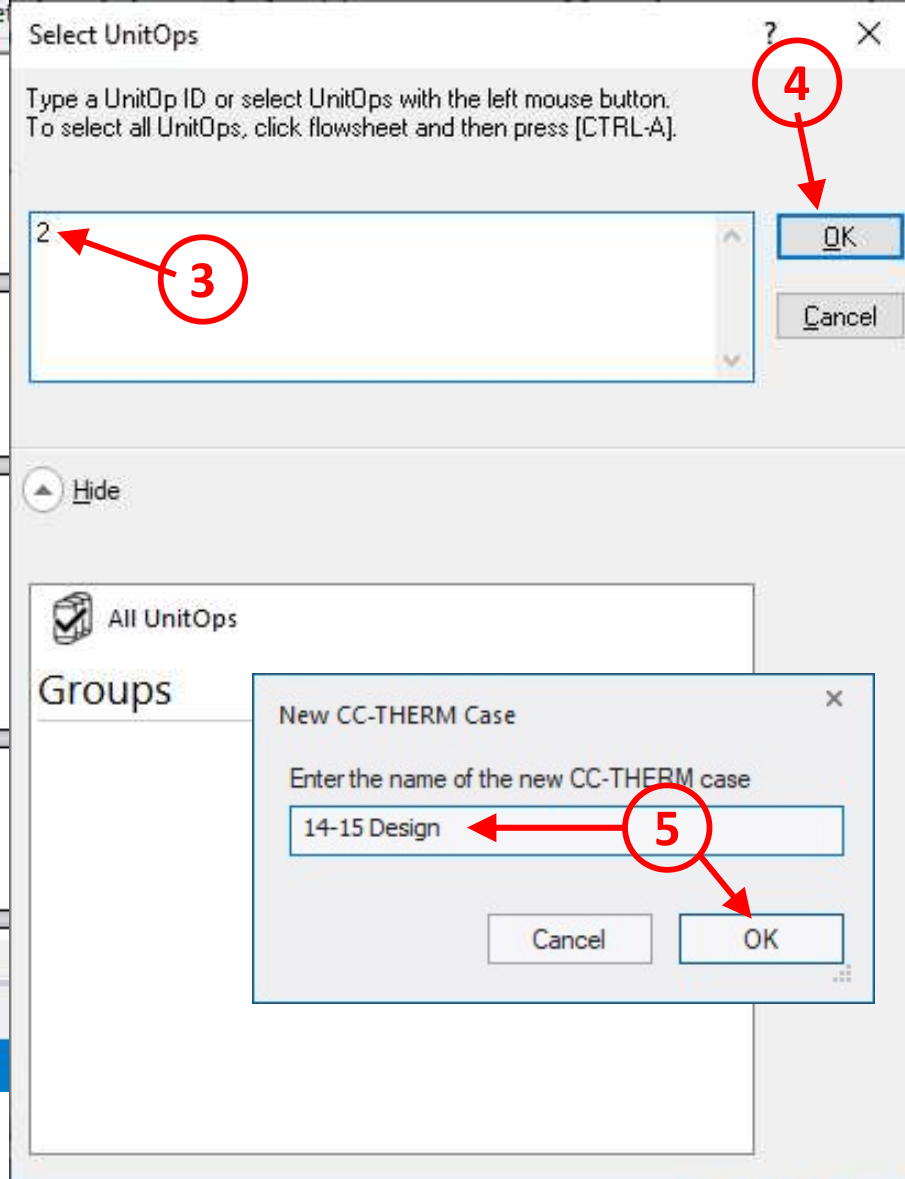 Select UnitOps
?
4
Type a UnitOp ID or select UnitOps with the left mouse button.
To select all UnitOps, click flowsheet and then press [CTRL-A].
2
3
OK
Cancel
Hide
All UnitOps
Groups
New CC-THERM Case
Enter the name of the new CC-THERM case
14-15 Design
5
Cancel
OK